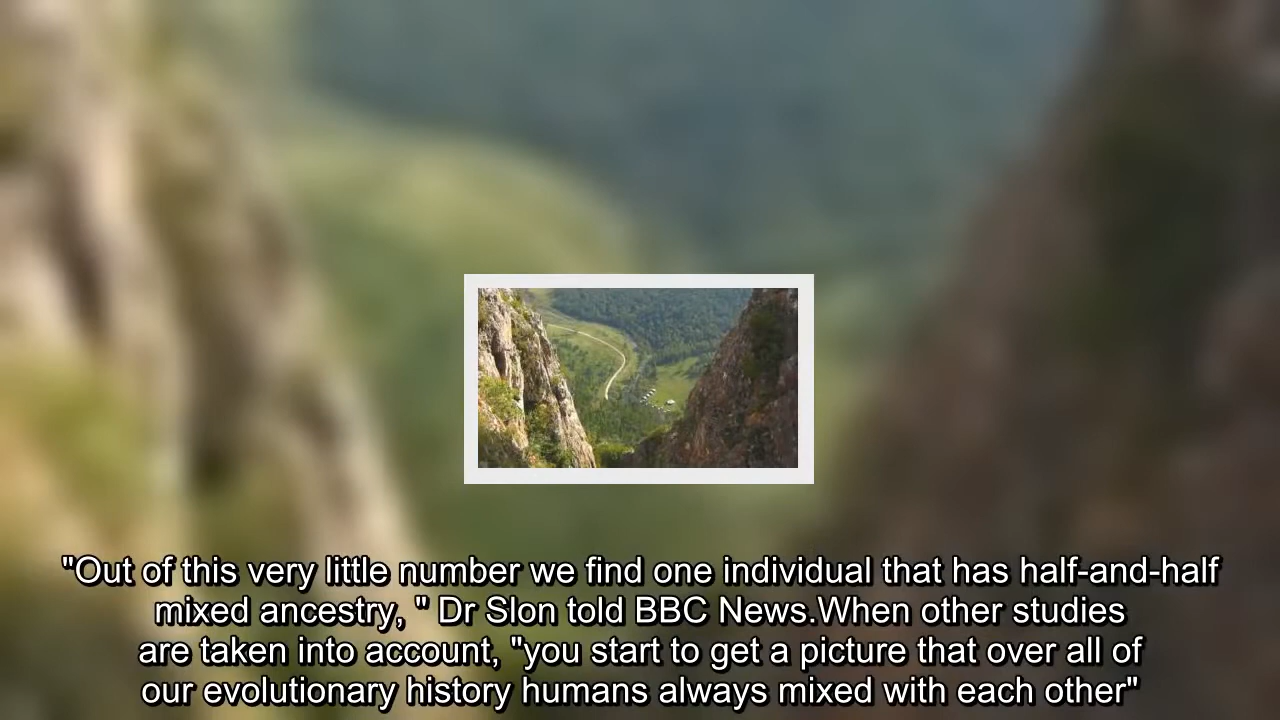 "Out of this very little number we find one individual that has half-and-half
mixed ancestry, " Dr Slon told BBC News.When other studies
are taken into account, "you start to get a picture that over all of
our evolutionary history humans always mixed with each other"